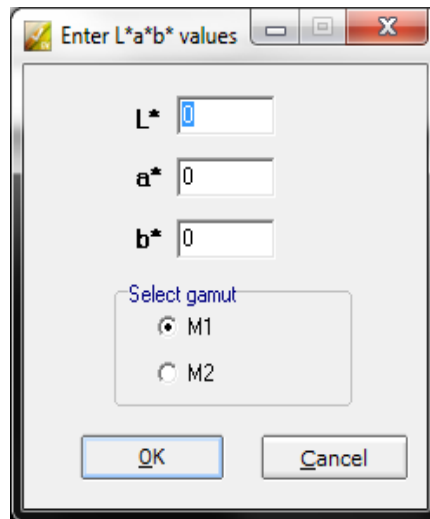 Enter L*a*b* values
L* 0
a* 0
b* 0
Select gamut
M1
M2
OK Cancel